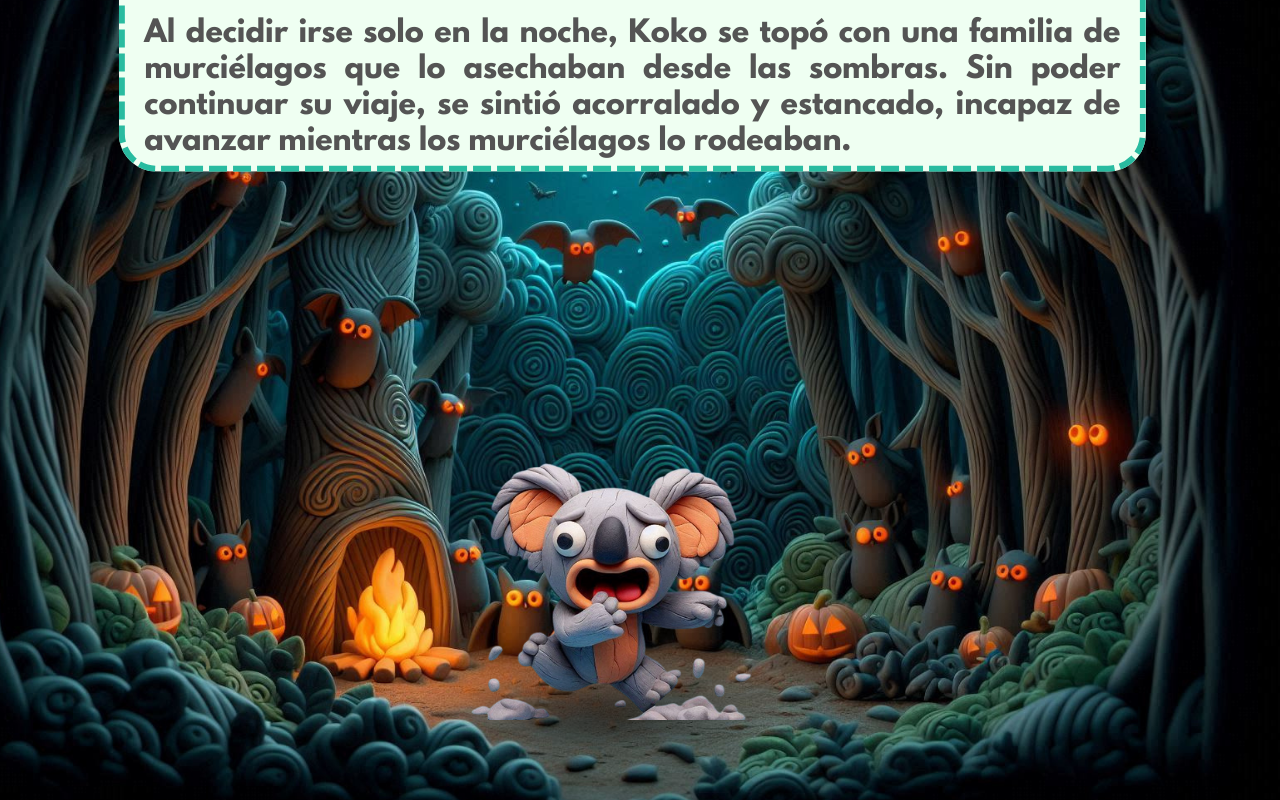 Al decidir irse solo en la noche, Koko se topó con una familia de
murciélagos que lo asechaban desde las sombras. Sin poder
continuar su viaje, se sintió acorralado y estancado, incapaz de
avanzar mientras los murciélagos lo rodeaban.